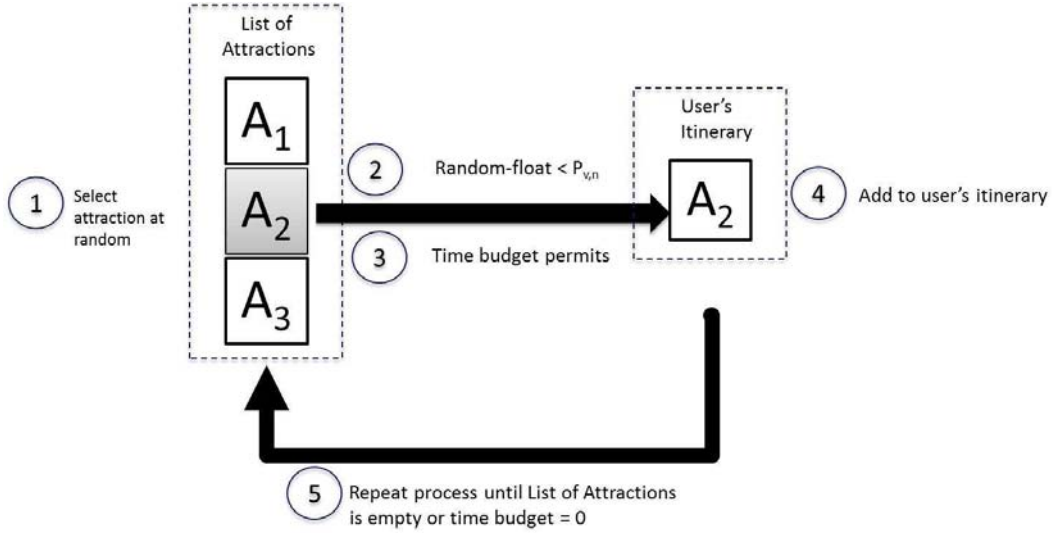 List of
Attractions
A1
A2
A3
1
Select
attraction at
random
2
Random-float < Pv,n
3
Time budget permits
User's
Itinerary
A2
4
Add to user's itinerary
5
Repeat process until List of Attractions
is empty or time budget = 0